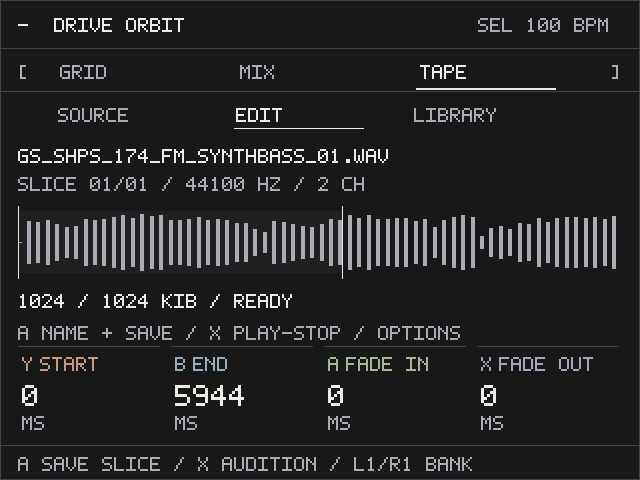 — DRIVE ORBIT SEL 100 BPM
[ GRID MIX TAPE ]
SOURCE EDIT LIBRARY
GS_SHPS_174_FM_SYNTHBASS_01.WAV
SLICE 01/01 / 44100 HZ / 2 CH
1024 / 1024 KIB / READY
A NAME + SAVE / X PLAY-STOP / OPTIONS
Y START B END A FADE IN X FADE OUT
0 5944 0 0
MS MS MS MS
A SAVE SLICE / X AUDITION / L1/R1 BANK